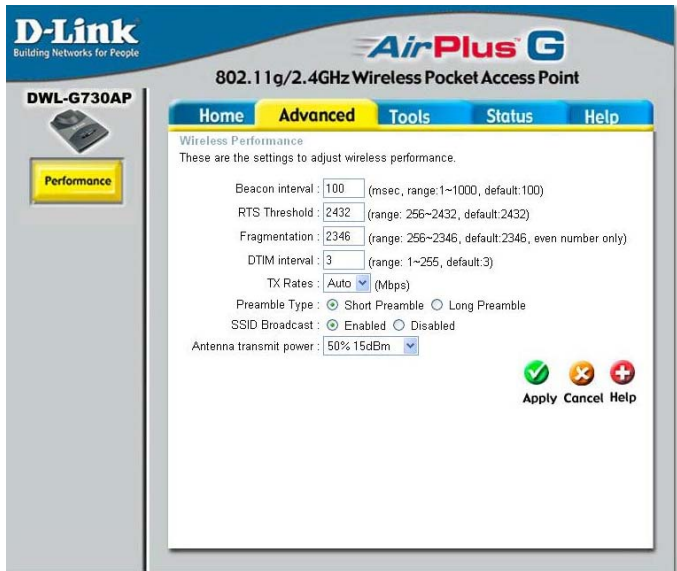 D-Link
Building Networks for People
AirPlus™ G
802.11g/2.4GHz Wireless Pocket Access Point
DWL-G730AP
Performance
Home Advanced Tools Status Help
Wireless Performance
These are the settings to adjust wireless performance.
Beacon interval : 100 (msec, range:1~1000, default:100)
RTS Threshold : 2432 (range: 256~2432, default:2432)
Fragmentation : 2346 (range: 256~2346, default:2346, even number only)
DTIM interval : 3 (range: 1~255, default:3)
TX Rates : Auto (Mbps)
Preamble Type : Short Preamble Long Preamble
SSID Broadcast : Enabled Disabled
Antenna transmit power : 50% 15dBm
Apply Cancel Help